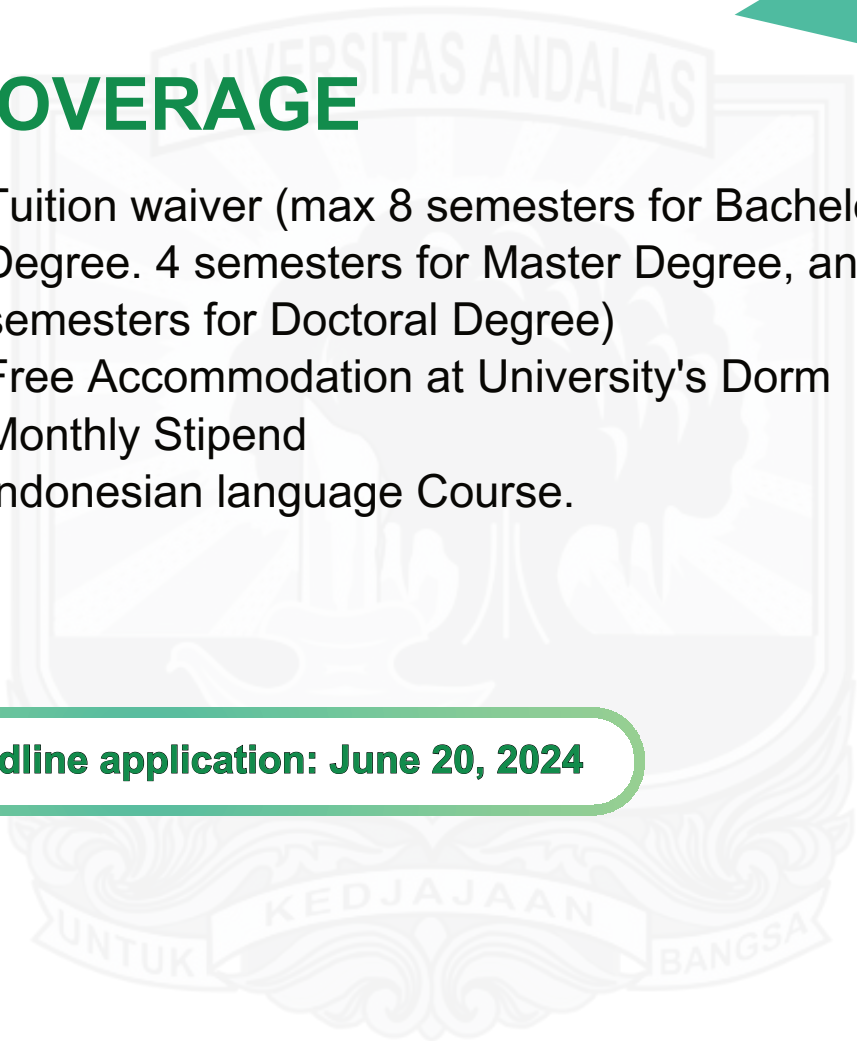 UNIVERSITAS ANDALAS
OVERAGE
Tuition waiver (max 8 semesters for Bachel
Degree. 4 semesters for Master Degree, an
semesters for Doctoral Degree)
Free Accommodation at University's Dorm
Monthly Stipend
ndonesian language Course.
dline application: June 20, 2024
KEDJAJAAN
UNTUK BANGSA